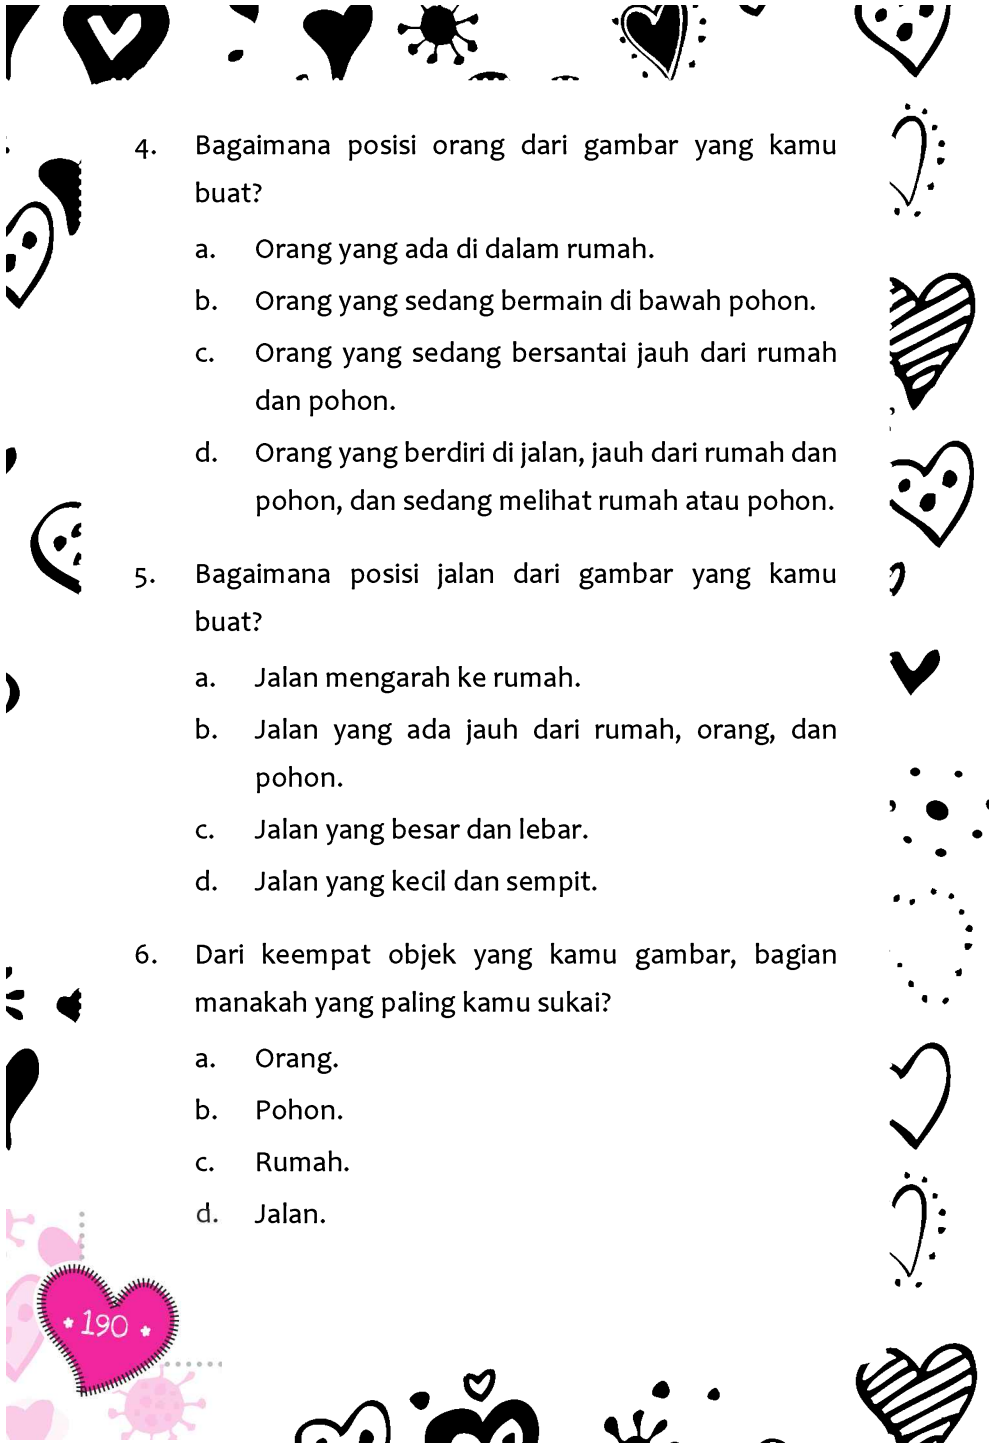 4. Bagaimana posisi orang dari gambar yang kamu
buat?
a. Orang yang ada di dalam rumah.
b. Orang yang sedang bermain di bawah pohon.
c. Orang yang sedang bersantai jauh dari rumah
dan pohon.
d. Orang yang berdiri di jalan, jauh dari rumah dan
pohon, dan sedang melihat rumah atau pohon.
5. Bagaimana posisi jalan dari gambar yang kamu
buat?
a. Jalan mengarah ke rumah.
b. Jalan yang ada jauh dari rumah, orang, dan
pohon.
c. Jalan yang besar dan lebar.
d. Jalan yang kecil dan sempit.
6. Dari keempat objek yang kamu gambar, bagian
manakah yang paling kamu sukai?
a. Orang.
b. Pohon.
c. Rumah.
d. Jalan.
190